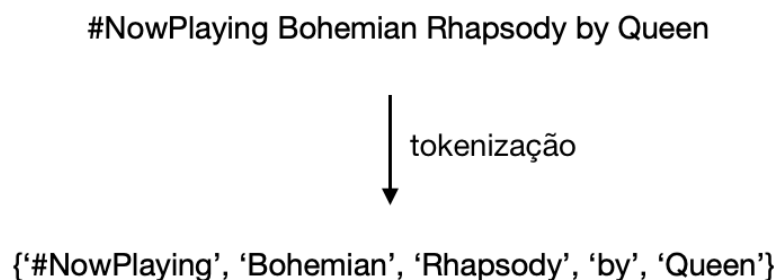 #NowPlaying Bohemian Rhapsody by Queen
tokenização
{‘#NowPlaying’, ‘Bohemian’, ‘Rhapsody’, ‘by’, ‘Queen’}